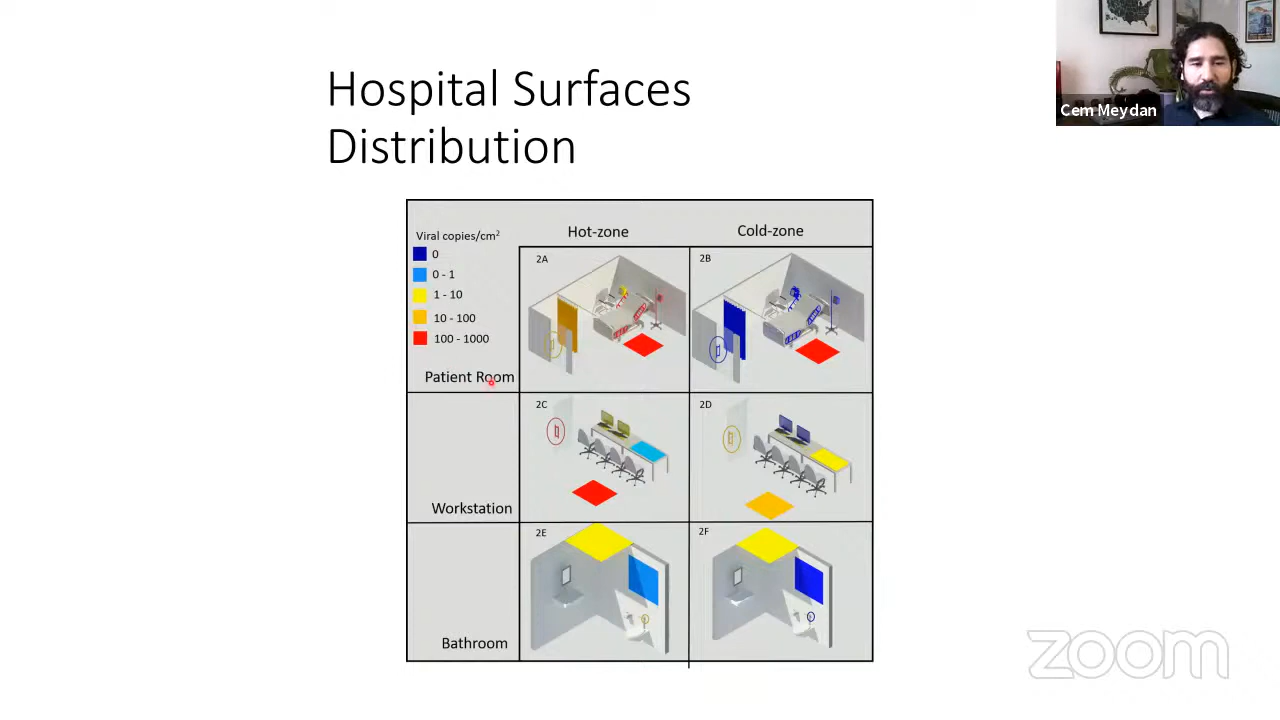 Hospital Surfaces
Distribution
Cem Meydan
Viral copies/cm²
0
0 - 1
1 - 10
10 - 100
100 - 1000
Hot-zone
Cold-zone
Patient Room
2A
2B
Workstation
2C
2D
Bathroom
2E
2F
zoom